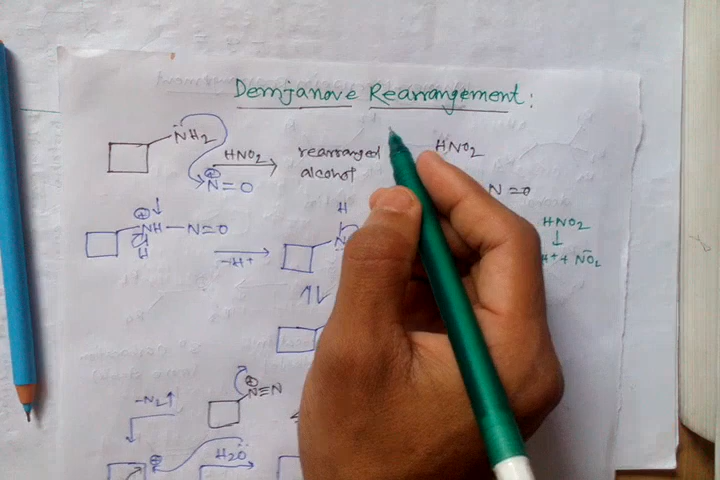 Demjanove Rearrangement:
NH2
HNO2
rearranged
alcohol
HNO2
N=O
N=O
H
NH-N=O
H
-H+
N
HNO2
↓
H+ + NO2
-N2↑
N≡N
H2O